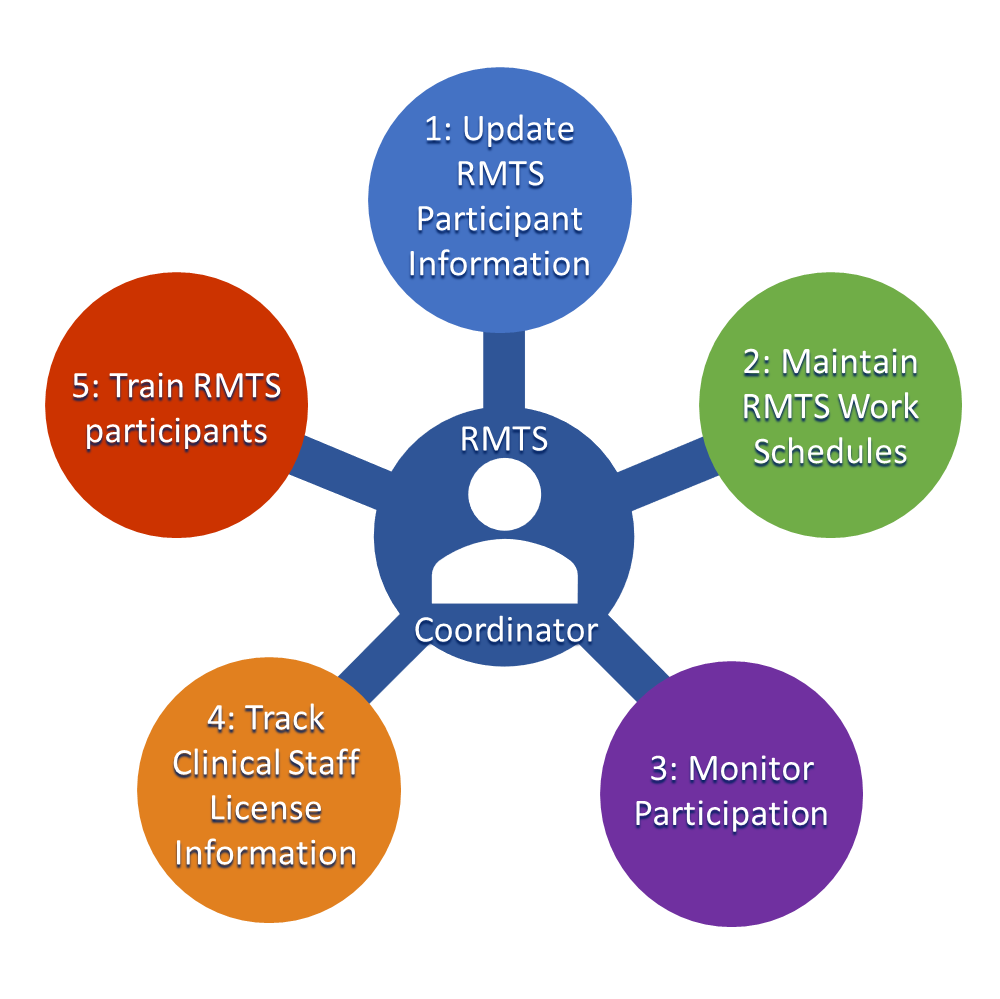 1: Update
RMTS
Participant
Information
2: Maintain
RMTS Work
Schedules
3: Monitor
Participation
4: Track
Clinical Staff
License
Information
5: Train RMTS
participants
RMTS
Coordinator